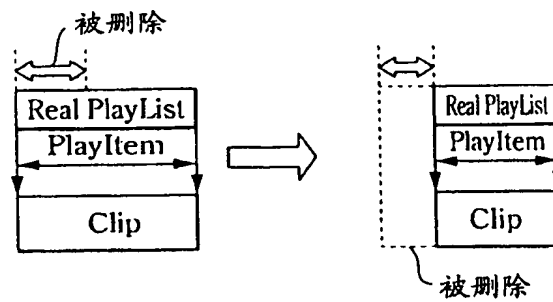 被删除
Real PlayList
PlayItem
Clip
Real PlayList
PlayItem
Clip
被删除